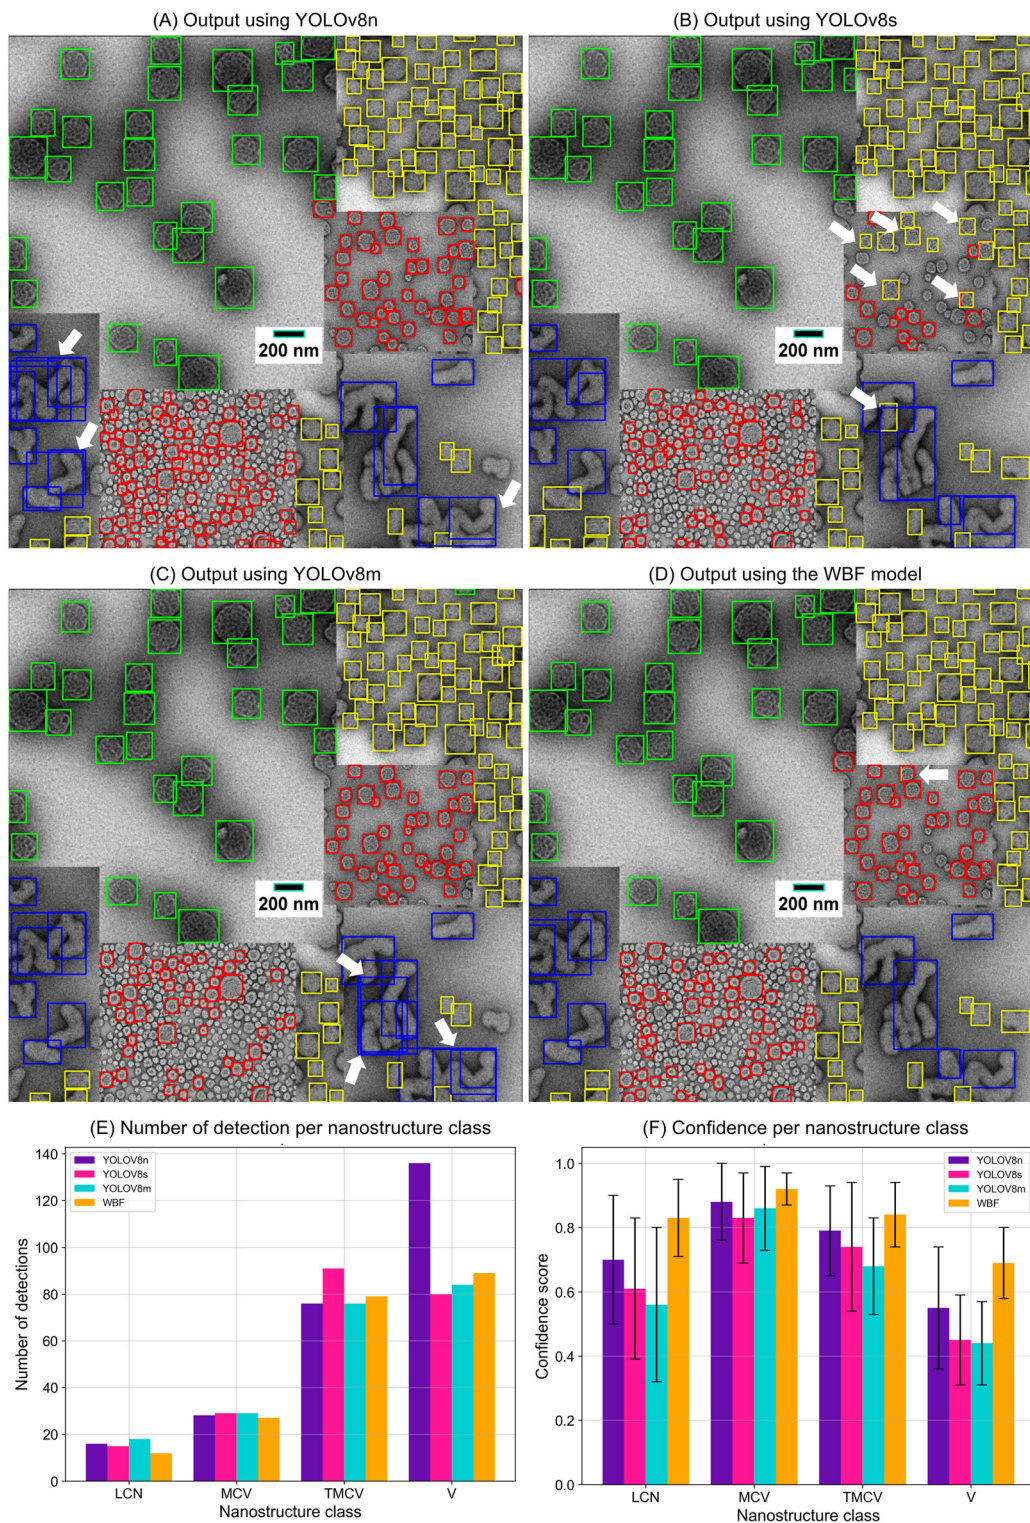 (A) Output using YOLOv8n
(B) Output using YOLOv8s
200 nm
200 nm
(C) Output using YOLOv8m
(D) Output using the WBF model
200 nm
200 nm
(E) Number of detection per nanostructure class
140
120
100
80
60
40
20
0
Number of detections
YOLOV8n
YOLOV8s
YOLOV8m
WBF
LCN
MCV
TMCV
V
Nanostructure class
(F) Confidence per nanostructure class
1.0
0.8
0.6
0.4
0.2
0.0
Confidence score
YOLOV8n
YOLOV8s
YOLOV8m
WBF
LCN
MCV
TMCV
V
Nanostructure class